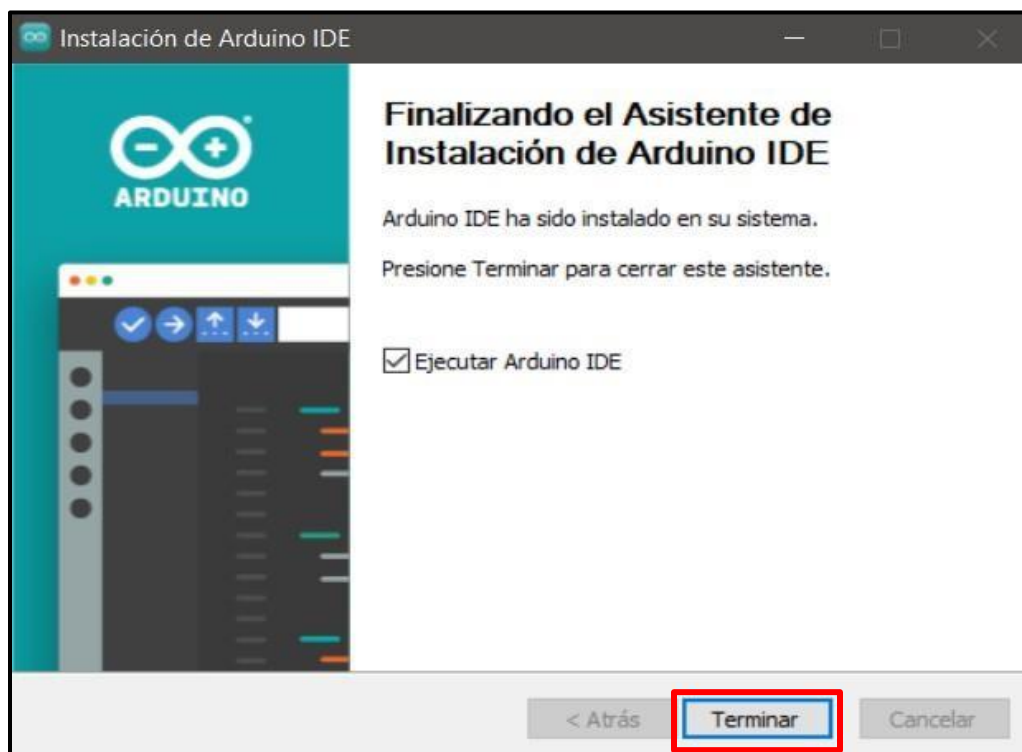 Instalación de Arduino IDE
ARDUINO
Finalizando el Asistente de
Instalación de Arduino IDE
Arduino IDE ha sido instalado en su sistema.
Presione Terminar para cerrar este asistente.
Ejecutar Arduino IDE
< Atrás
Terminar
Cancelar